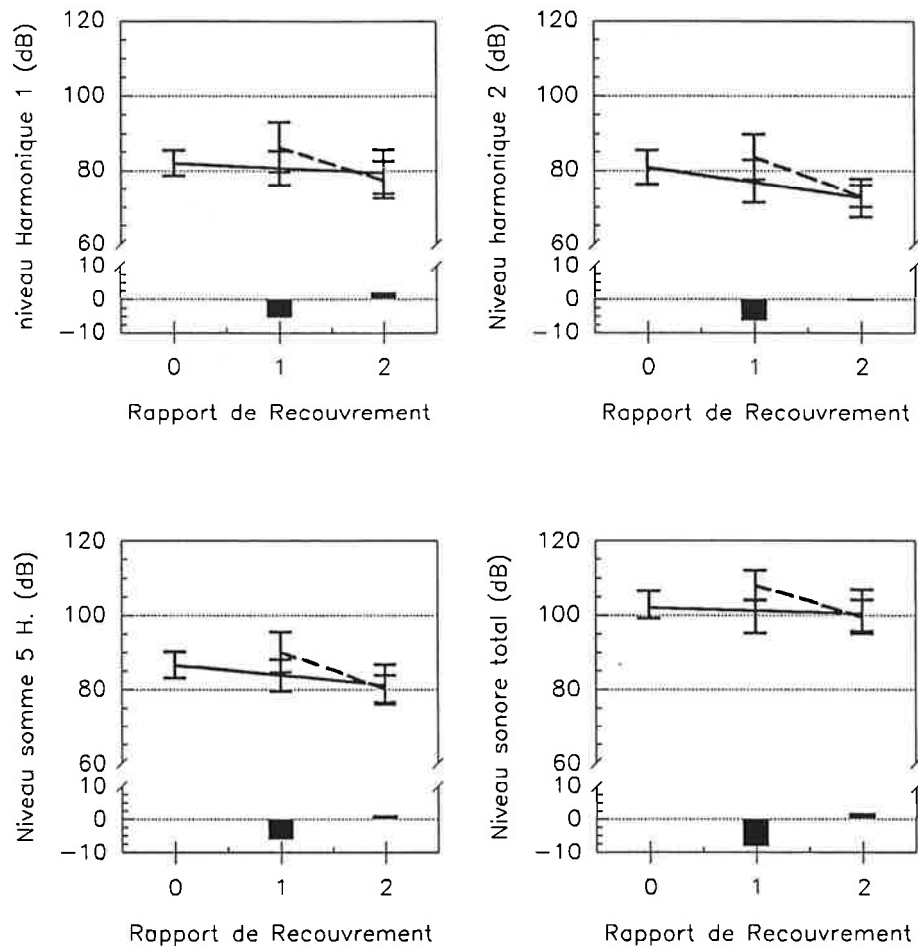 niveau Harmonique 1 (dB)
120
100
80
60
10
0
−10
0 1 2
Rapport de Recouvrement
Niveau harmonique 2 (dB)
120
100
80
60
10
0
−10
0 1 2
Rapport de Recouvrement
Niveau somme 5 H. (dB)
120
100
80
60
10
0
−10
0 1 2
Rapport de Recouvrement
Niveau sonore total (dB)
120
100
80
60
10
0
−10
0 1 2
Rapport de Recouvrement